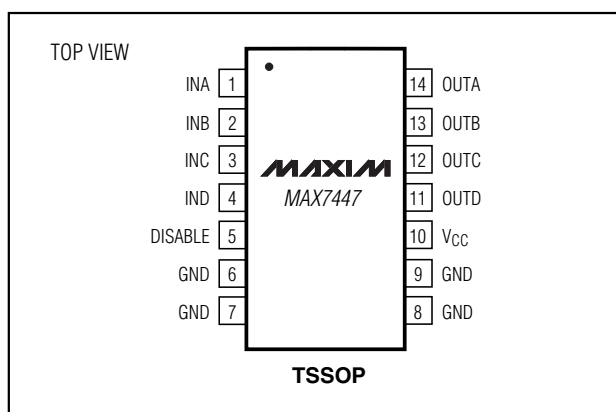 TOP VIEW
INA 1 14 OUTA
INB 2 13 OUTB
INC 3 12 OUTC
MAXIM
IND 4 MAX7447 11 OUTD
DISABLE 5 10 VCC
GND 6 9 GND
GND 7 8 GND
TSSOP